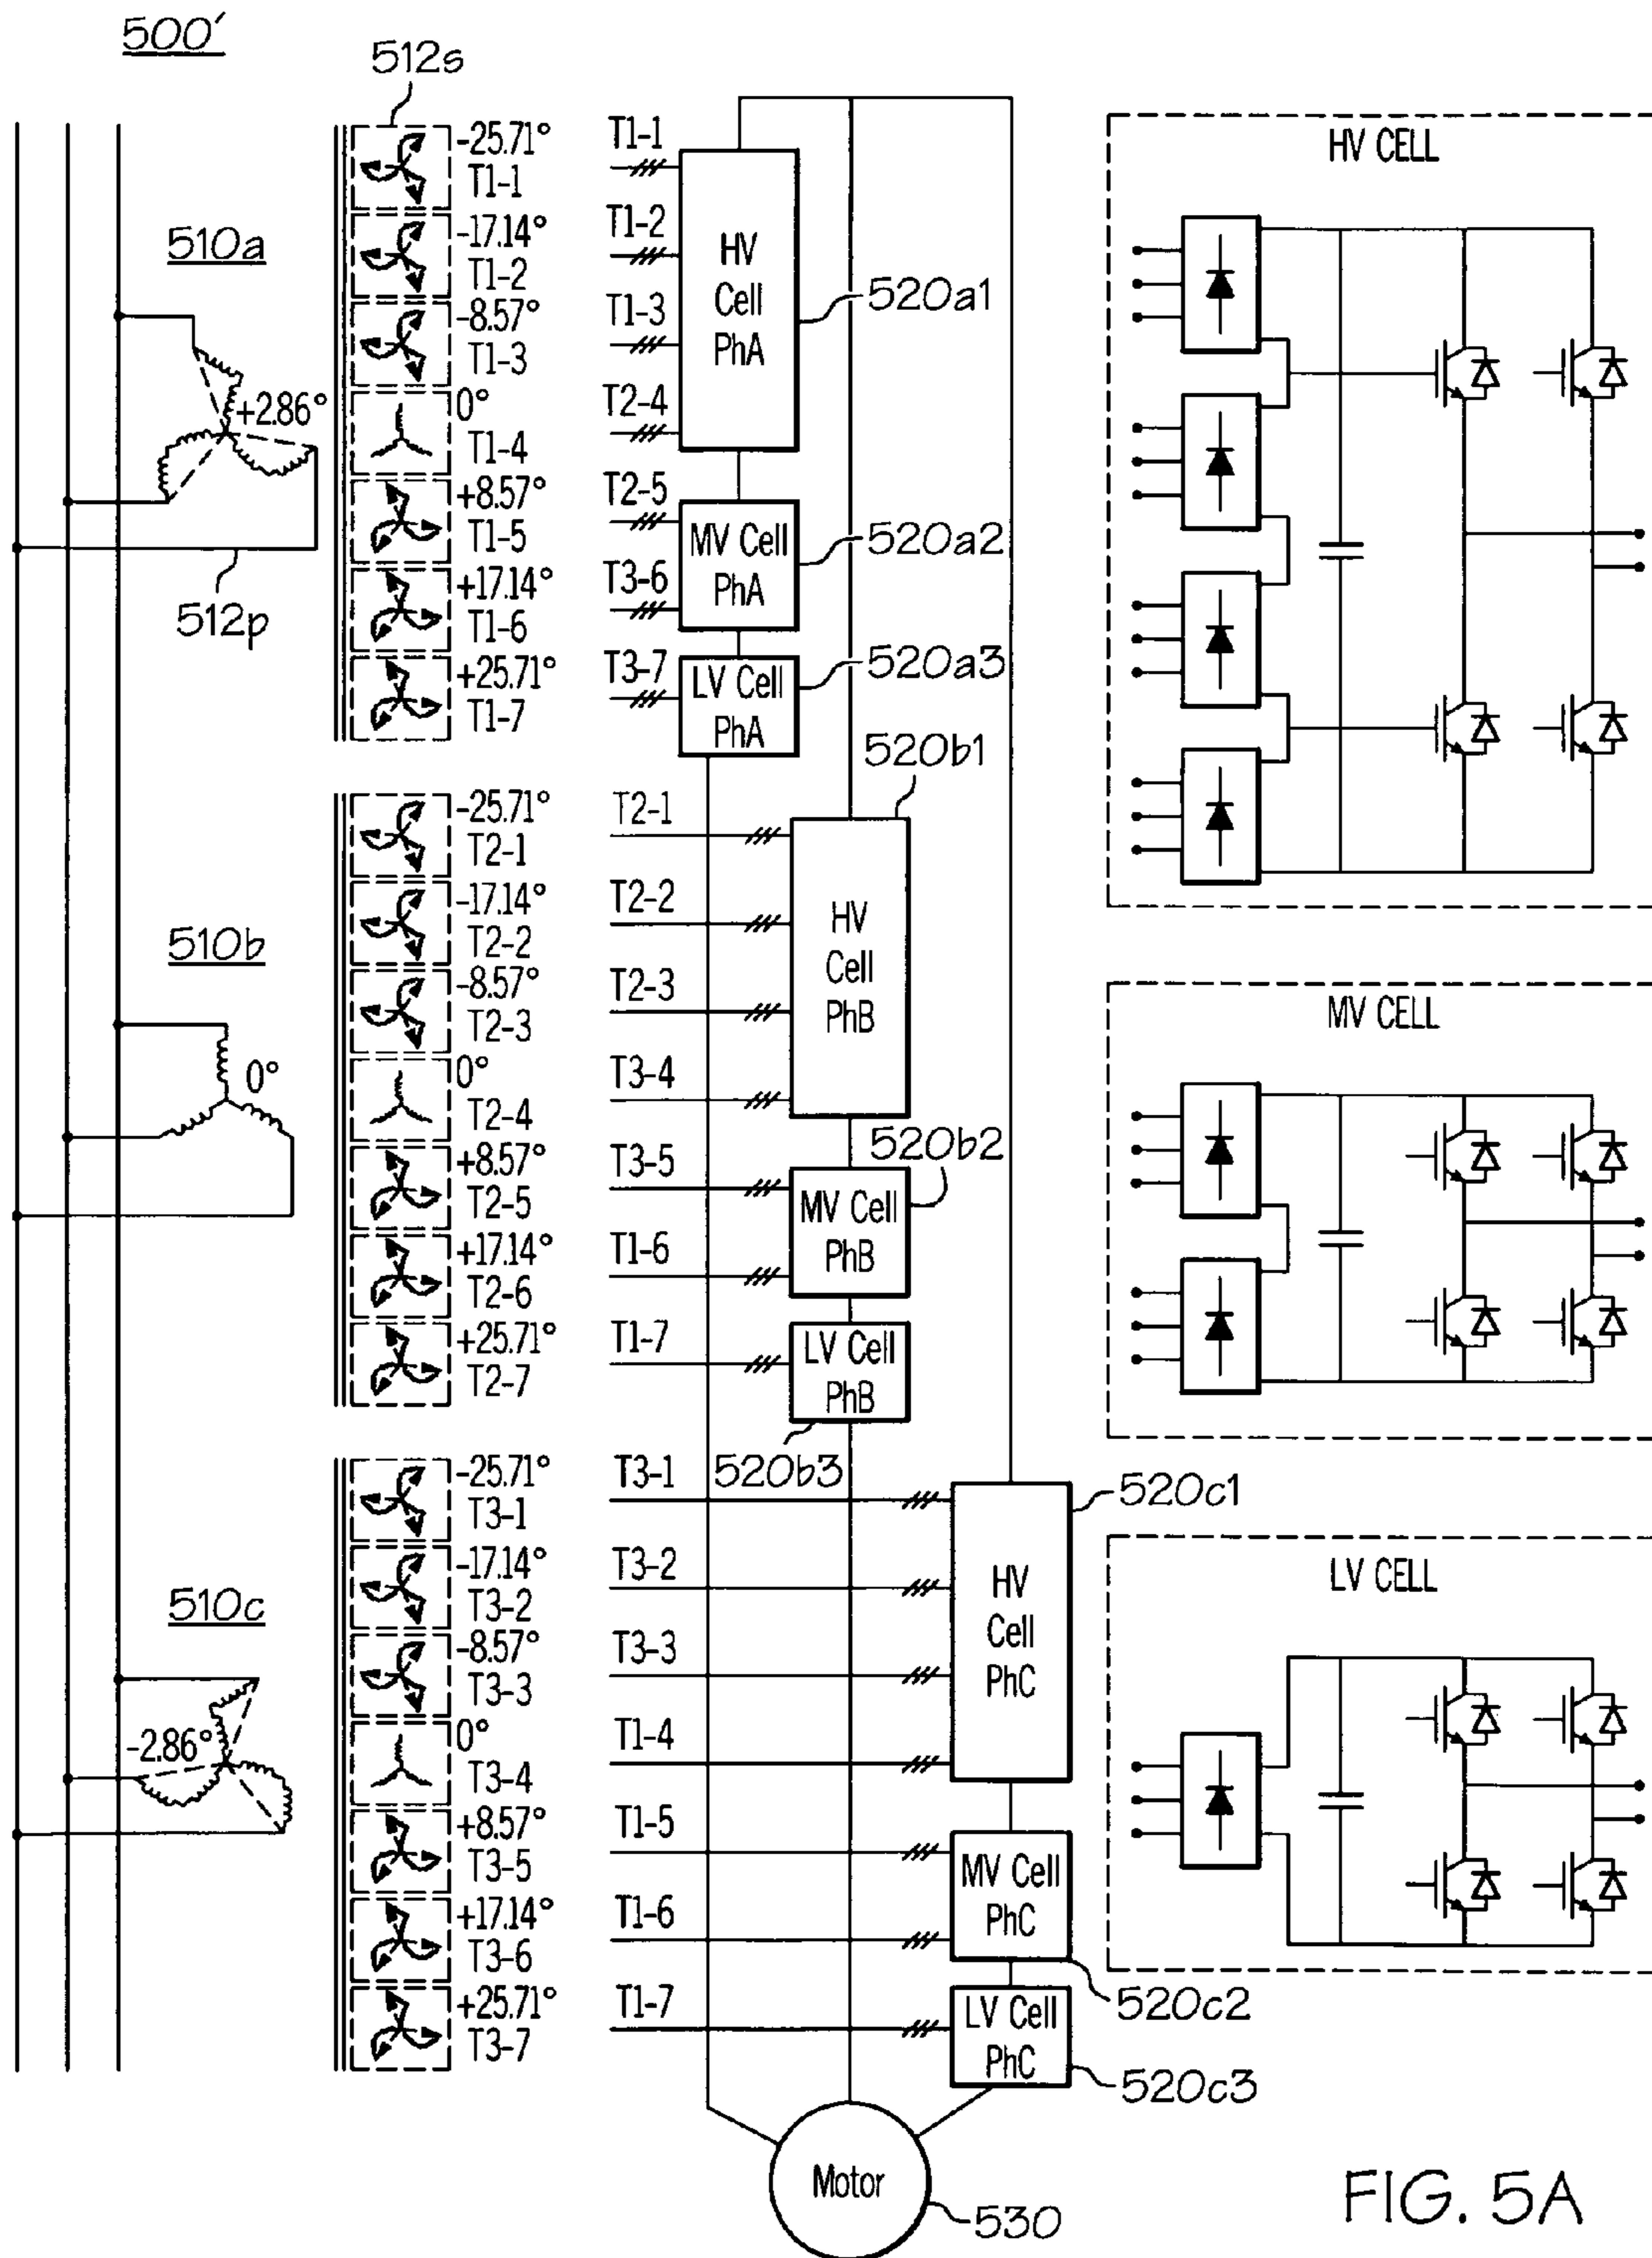 500'
512s
510a
+2.86°
512p
-25.71°
T1-1
-17.14°
T1-2
-8.57°
T1-3
0°
T1-4
+8.57°
T1-5
+17.14°
T1-6
+25.71°
T1-7
T1-1
T1-2
T1-3
T2-4
T2-5
T3-6
T3-7
HV
Cell
PhA
520a1
MV Cell
PhA
520a2
LV Cell
PhA
520a3
510b
0°
-25.71°
T2-1
-17.14°
T2-2
-8.57°
T2-3
0°
T2-4
+8.57°
T2-5
+17.14°
T2-6
+25.71°
T2-7
T2-1
T2-2
T2-3
T3-4
T3-5
T1-6
T1-7
520b1
HV
Cell
PhB
520b2
MV Cell
PhB
LV Cell
PhB
520b3
510c
-2.86°
-25.71°
T3-1
-17.14°
T3-2
-8.57°
T3-3
0°
T3-4
+8.57°
T3-5
+17.14°
T3-6
+25.71°
T3-7
T3-1
T3-2
T3-3
T1-4
T1-5
T1-6
T1-7
520c1
HV
Cell
PhC
MV Cell
PhC
520c2
LV Cell
PhC
520c3
Motor
530
HV CELL
MV CELL
LV CELL
FIG. 5A